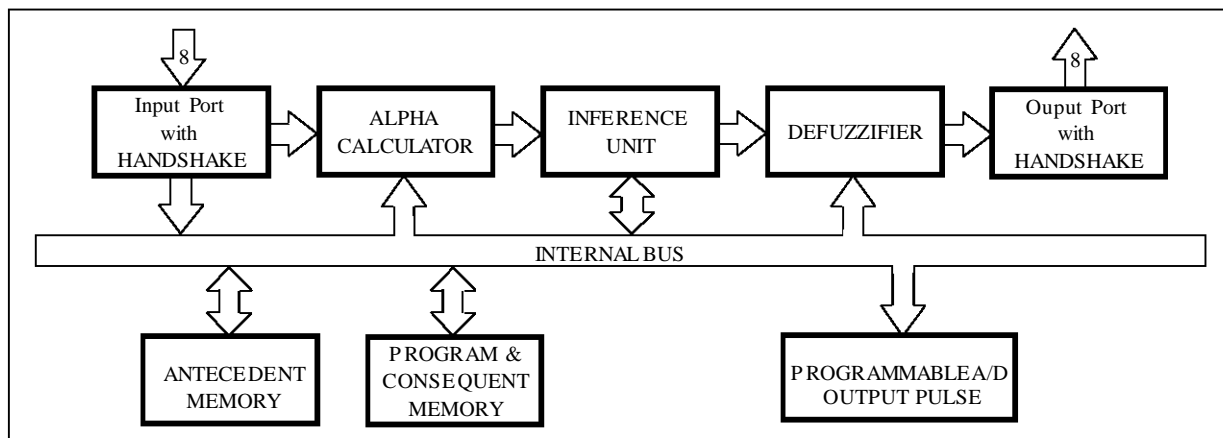 8
8
Input Port
with
HANDSHAKE
ALPHA
CALCULATOR
INFERENCE
UNIT
DEFUZZIFIER
Ouput Port
with
HANDSHAKE
INTERNAL BUS
ANTECEDENT
MEMORY
PROGRAM &
CONSEQUENT
MEMORY
PROGRAMMABLE A/D
OUTPUT PULSE